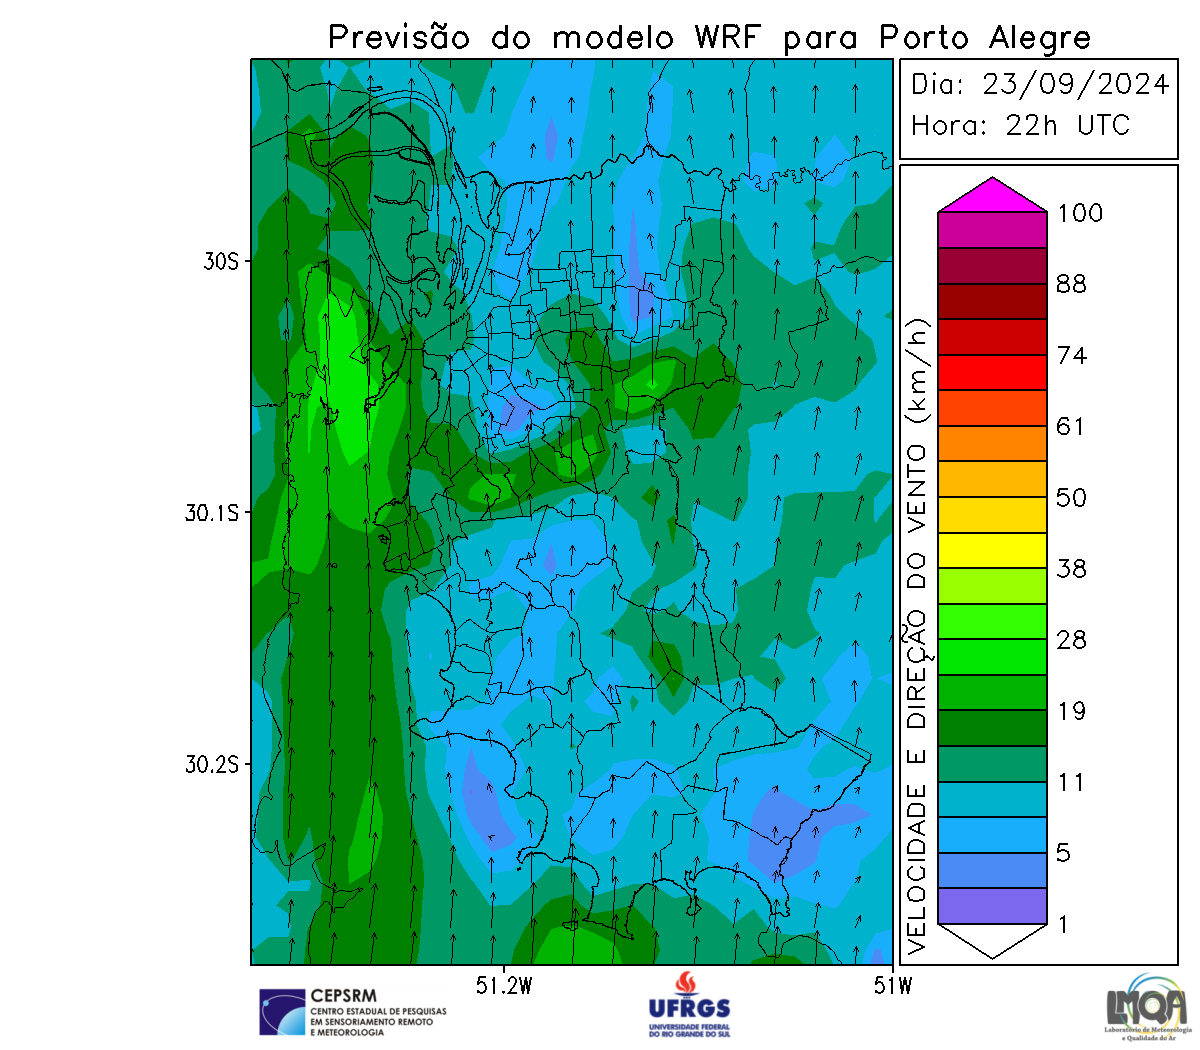 Previsão do modelo WRF para Porto Alegre
Dia: 23/09/2024
Hora: 22h UTC
30S
30.1S
30.2S
51.2W
51W
VELOCIDADE E DIREÇÃO DO VENTO (km/h)
100
88
74
61
50
38
28
19
11
5
1
CEPSRM
CENTRO ESTADUAL DE PESQUISAS
EM SENSORIAMENTO REMOTO
E METEOROLOGIA
UFRGS
UNIVERSIDADE FEDERAL
DO RIO GRANDE DO SUL
LMQA
Laboratório de Meteorologia
e Qualidade do Ar